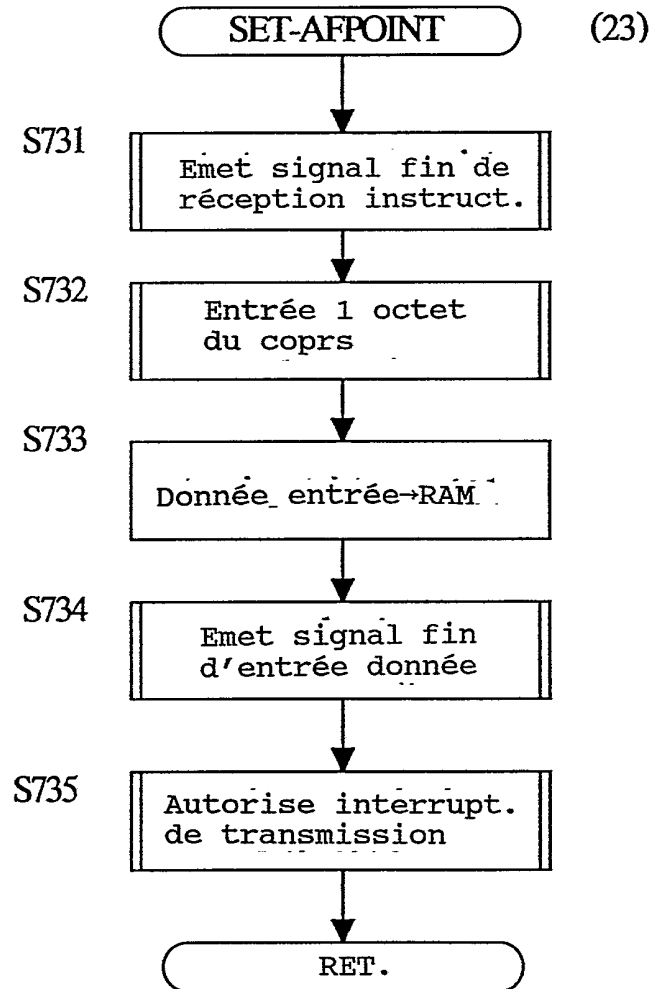 SET-AFPOINT (23)
S731
Emet signal fin de
réception instruct.
S732
Entrée 1 octet
du coprs
S733
Donnée entrée→RAM
S734
Emet signal fin
d'entrée donnée
S735
Autorise interrupt.
de transmission
RET.